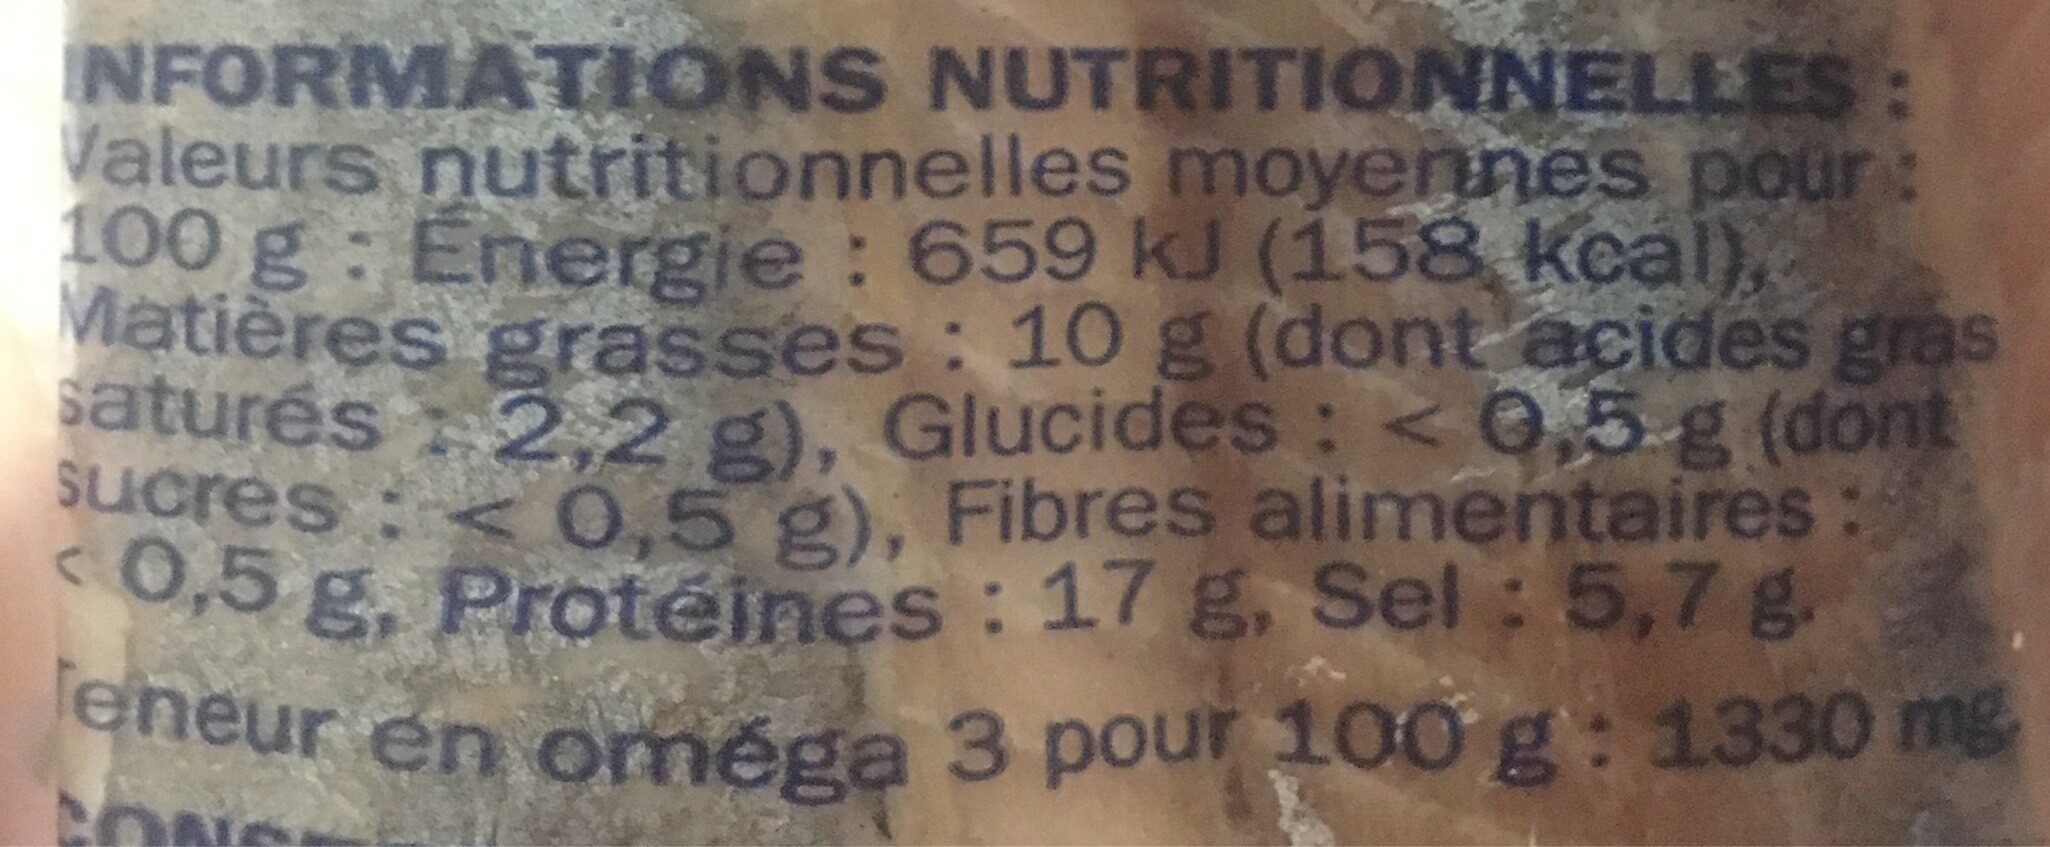 INFORMATIONS NUTRITIONNELLES :
Valeurs nutritionnelles moyennes pour :
100 g : Énergie : 659 kJ (158 kcal),
Matières grasses : 10 g (dont acides gras
saturés : 2,2 g), Glucides : < 0,5 g (dont
sucres : < 0,5 g), Fibres alimentaires :
< 0,5 g, Protéines : 17 g, Sel : 5,7 g.
Teneur en oméga 3 pour 100 g : 1330 mg.